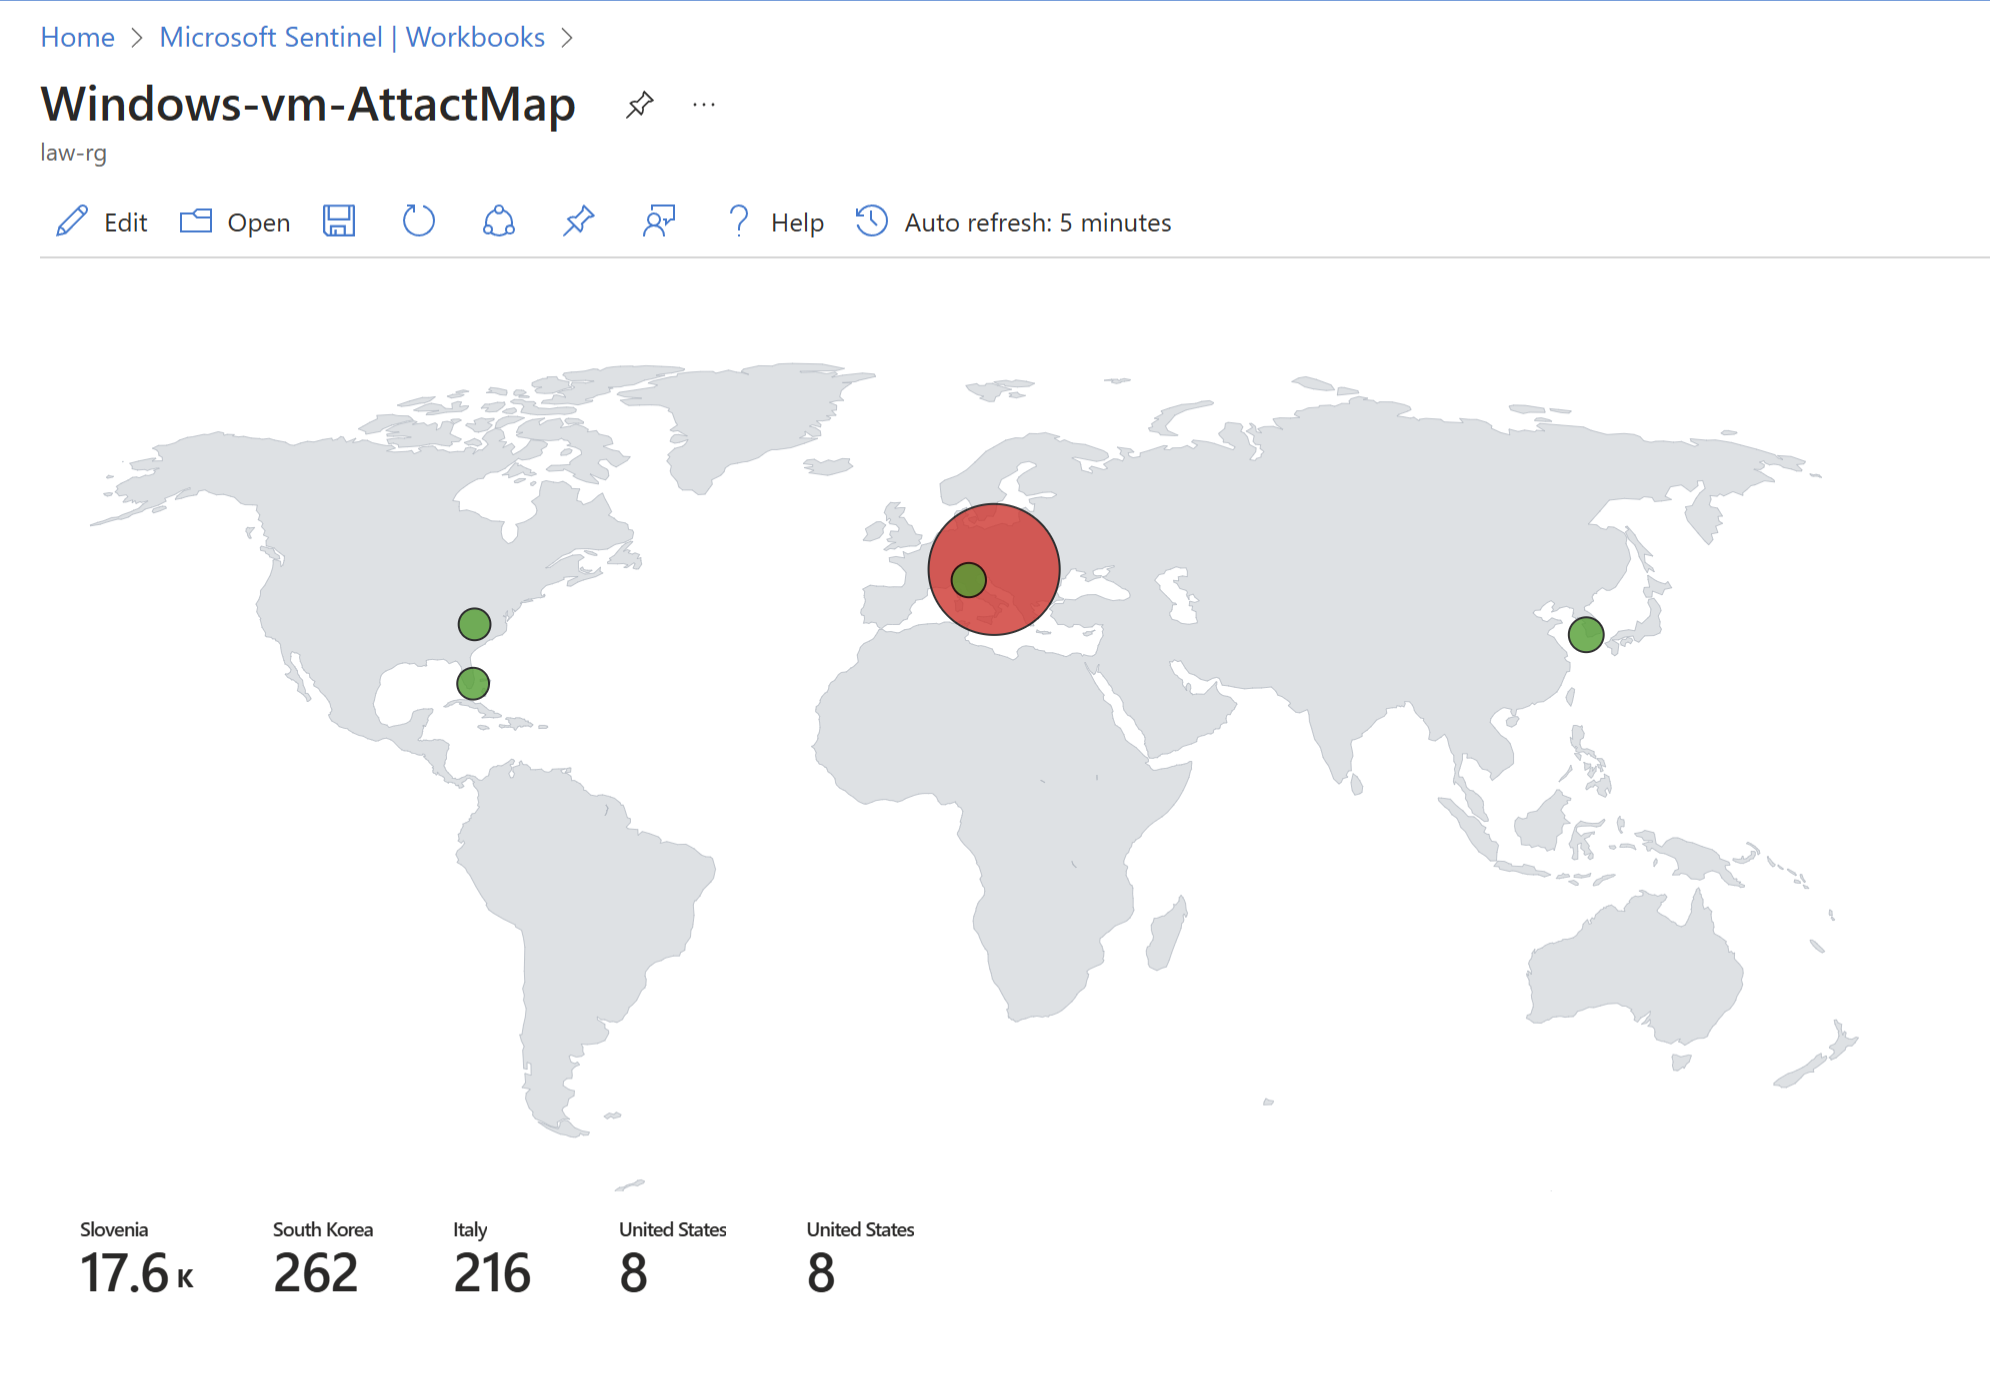 Home > Microsoft Sentinel | Workbooks >
Windows-vm-AttactMap ...
law-rg
Edit Open ? Help Auto refresh: 5 minutes
Slovenia South Korea Italy United States United States
17.6 K 262 216 8 8